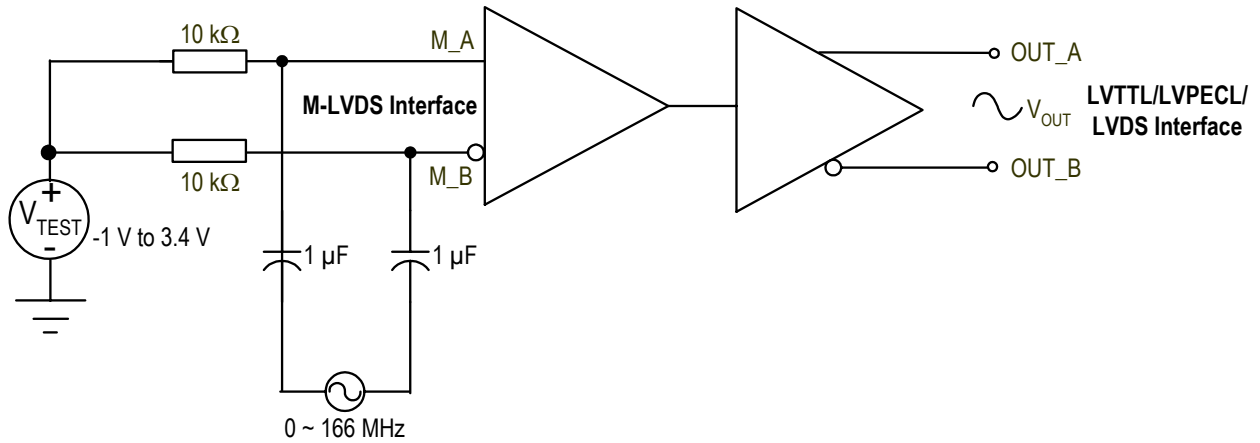 10 kΩ
M_A
OUT_A
M-LVDS Interface
V_OUT
LVTTL/LVPECL/
LVDS Interface
10 kΩ
M_B
OUT_B
+
V_TEST
-
-1 V to 3.4 V
1 µF
1 µF
0 ~ 166 MHz